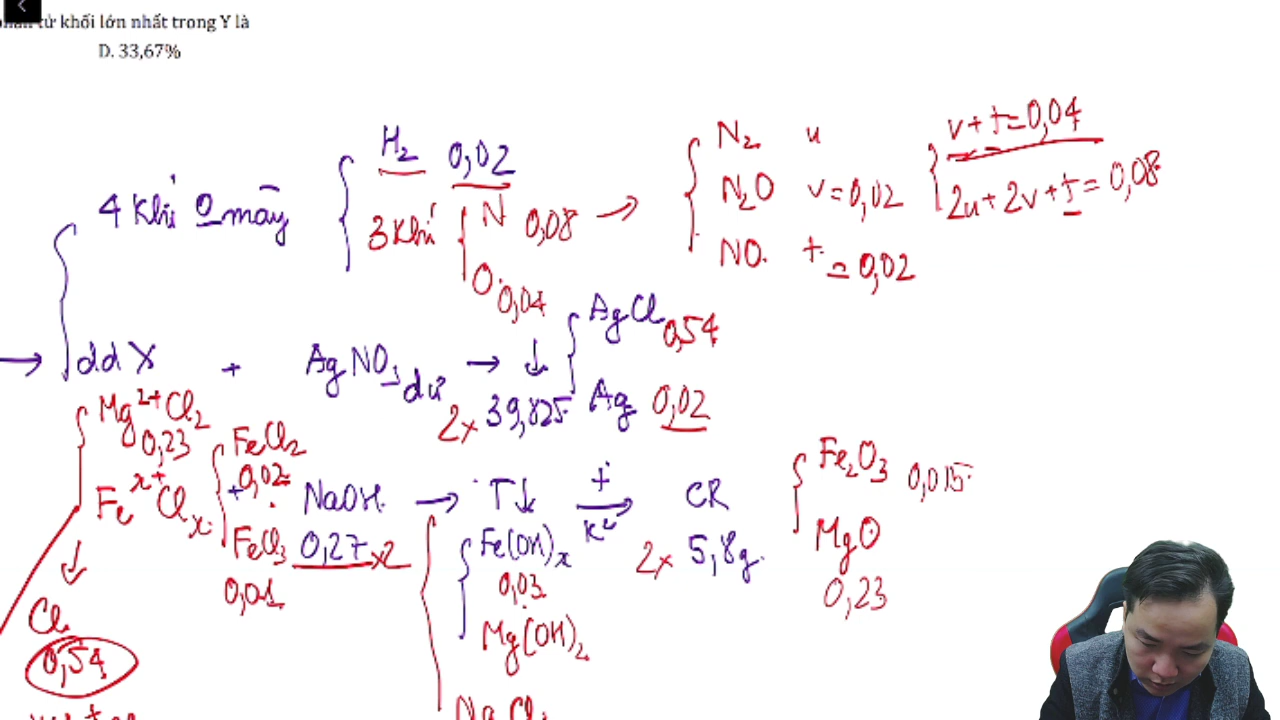 tử khối lớn nhất trong Y là
D. 33,67%
H2 0,02
4 khí 0 màu
3 khí
N 0,08
O 0,04
N2 u
N2O v = 0,02
NO t = 0,02
v + t = 0,04
2u + 2v + t = 0,08
ddX + AgNO3 dư → ↓
AgCl 0,54
2x 39,825 Ag 0,02
Mg2+Cl2
0,23
Fex+Clx
FeCl2
0,02
+ NaOH → T↓ +
K2 → CR
FeCl3 0,27 x2
0,01
Fe(OH)x
0,03
Mg(OH)2
2x 5,8g
Fe2O3 0,015
MgO
0,23
Cl
0,54